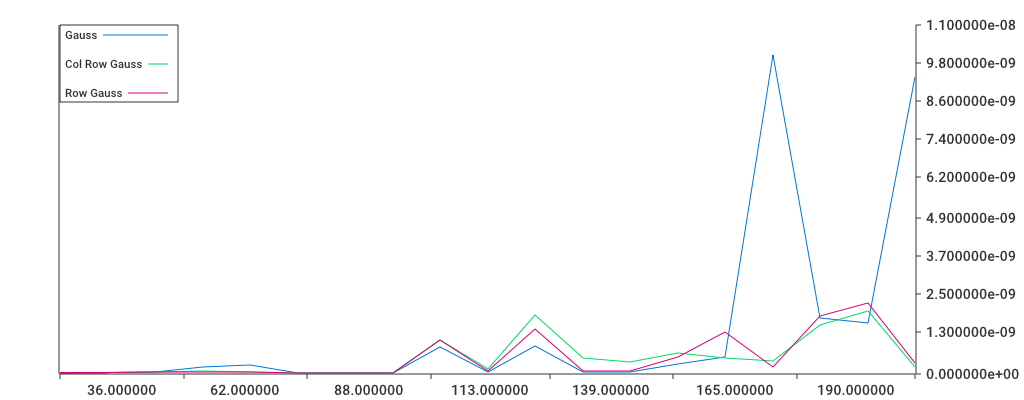 Gauss
Col Row Gauss
Row Gauss
1.100000e-08
9.800000e-09
8.600000e-09
7.400000e-09
6.200000e-09
4.900000e-09
3.700000e-09
2.500000e-09
1.300000e-09
0.000000e+00
36.000000 62.000000 88.000000 113.000000 139.000000 165.000000 190.000000